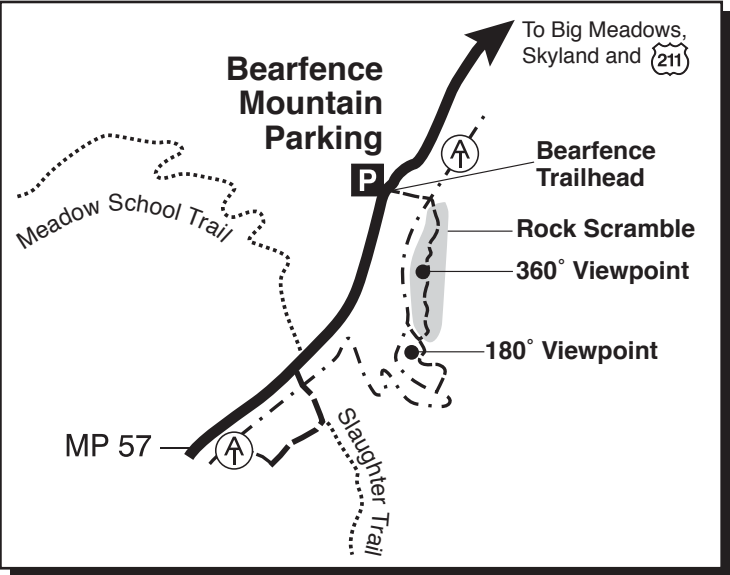 To Big Meadows,
Skyland and 211
Bearfence
Mountain
Parking
P
Bearfence
Trailhead
Meadow School Trail
Rock Scramble
360° Viewpoint
180° Viewpoint
MP 57
Slaughter Trail